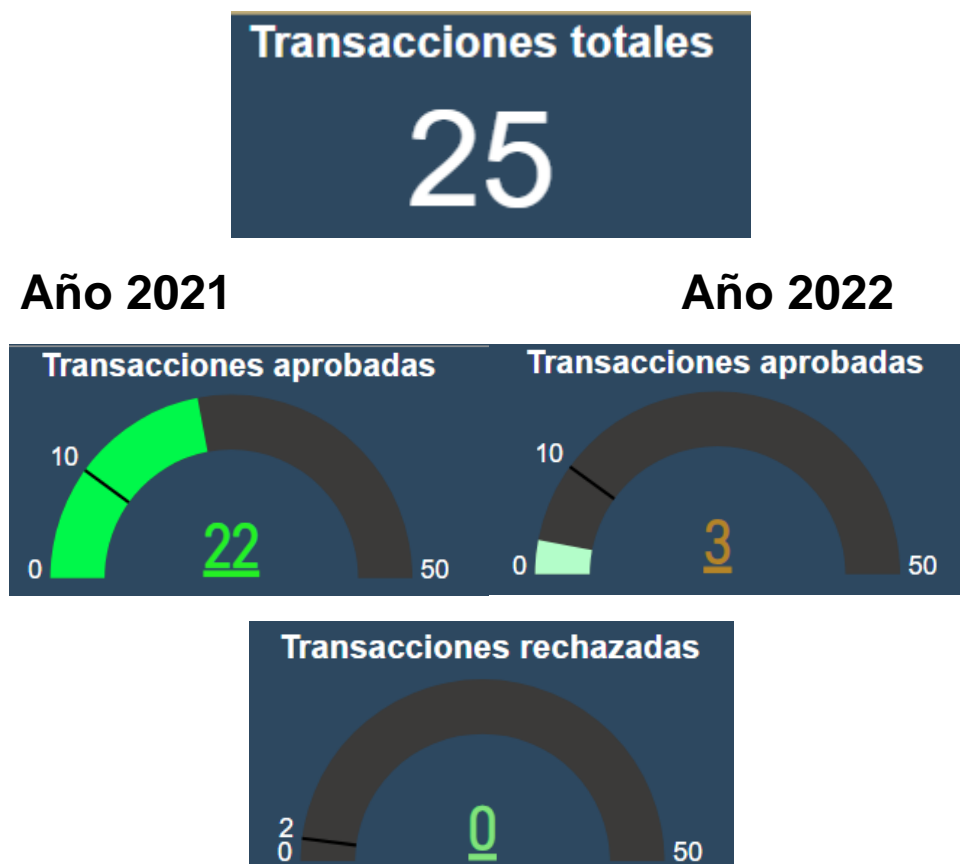 Transacciones totales
25
Año 2021
Año 2022
Transacciones aprobadas
10
0
22
50
Transacciones aprobadas
10
0
3
50
Transacciones rechazadas
2
0
0
50